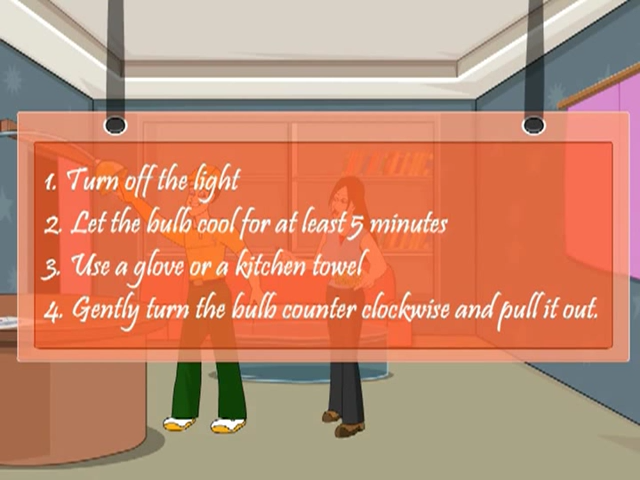 1. Turn off the light
2. Let the bulb cool for at least 5 minutes
3. Use a glove or a kitchen towel
4. Gently turn the bulb counter clockwise and pull it out.